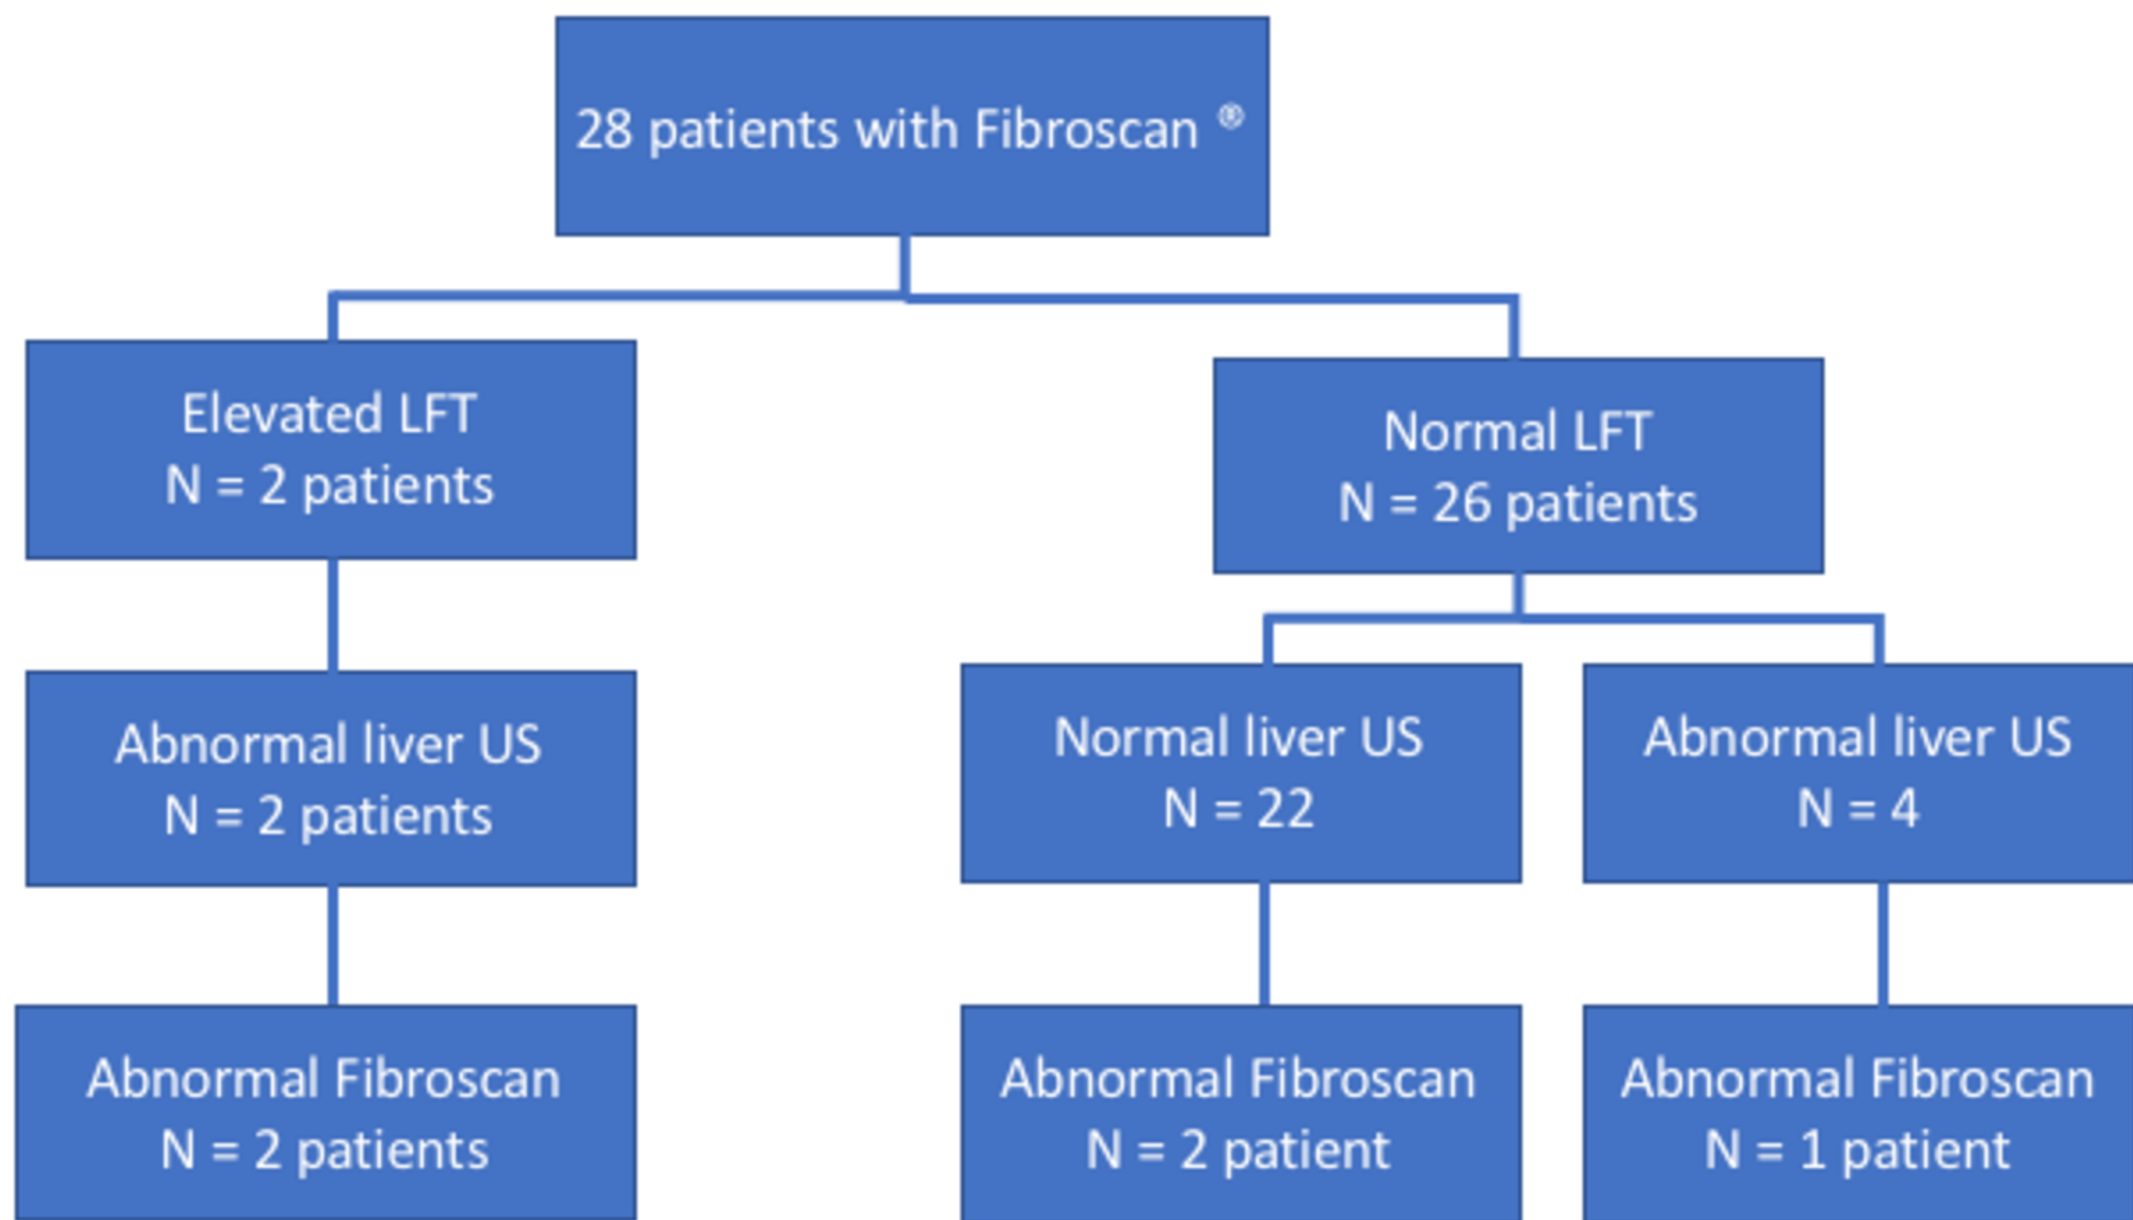 28 patients with Fibroscan ®
Elevated LFT
N = 2 patients
Normal LFT
N = 26 patients
Abnormal liver US
N = 2 patients
Normal liver US
N = 22
Abnormal liver US
N = 4
Abnormal Fibroscan
N = 2 patients
Abnormal Fibroscan
N = 2 patient
Abnormal Fibroscan
N = 1 patient